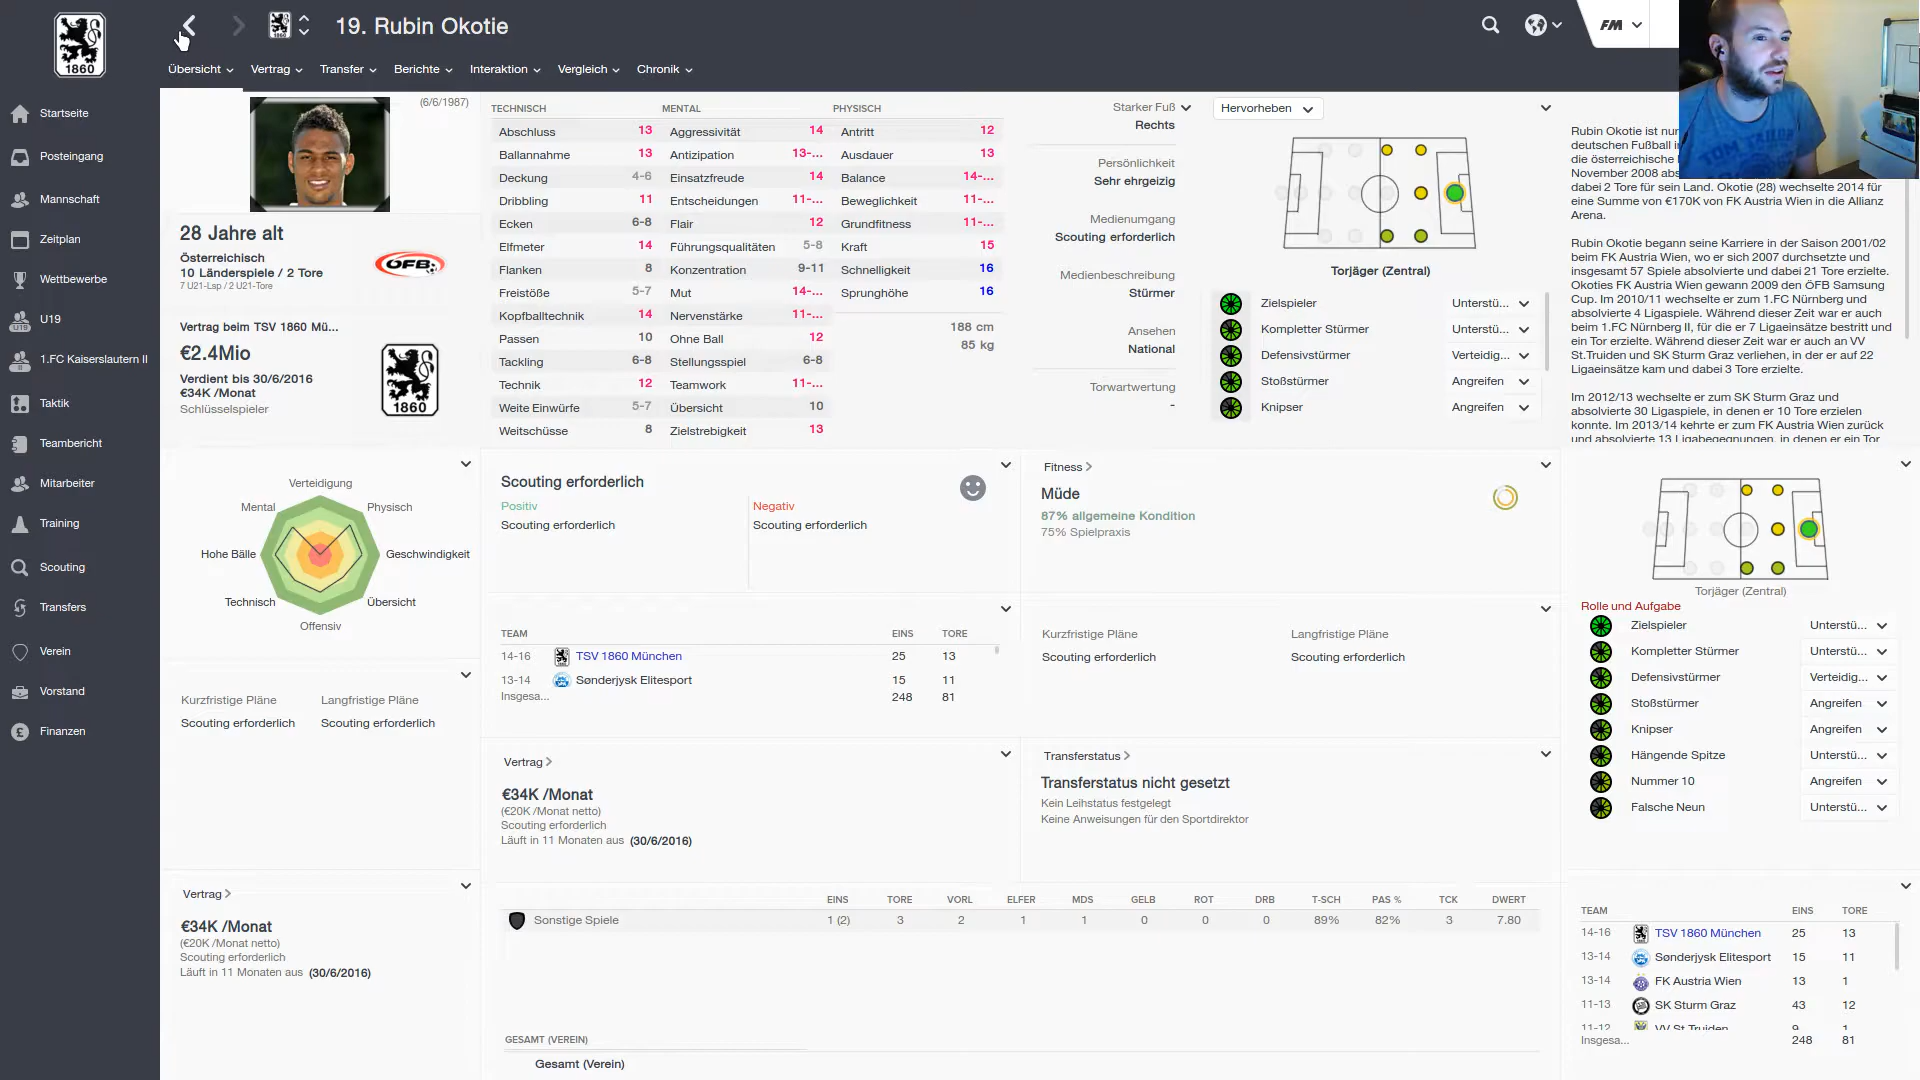 1860
19. Rubin Okotie
FM
Übersicht
Vertrag
Transfer
Berichte
Interaktion
Vergleich
Chronik
Startseite
Posteingang
Mannschaft
Zeitplan
Wettbewerbe
U19
1.FC Kaiserslautern II
Taktik
Teambericht
Mitarbeiter
Training
Scouting
Transfers
Verein
Vorstand
Finanzen
(6/6/1987)
28 Jahre alt
Österreichisch
10 Länderspiele / 2 Tore
7 U21-Lsp / 2 U21-Tore
ÖFB
Vertrag beim TSV 1860 Mü...
€2.4Mio
Verdient bis 30/6/2016
€34K /Monat
Schlüsselspieler
1860
TECHNISCH
Abschluss 13
Ballannahme 13
Deckung 4-6
Dribbling 11
Ecken 6-8
Elfmeter 14
Flanken 8
Freistöße 5-7
Kopfballtechnik 14
Passen 10
Tackling 6-8
Technik 12
Weite Einwürfe 5-7
Weitschüsse 8
MENTAL
Aggressivität 14
Antizipation 13-...
Einsatzfreude 14
Entscheidungen 11-...
Flair 12
Führungsqualitäten 5-8
Konzentration 9-11
Mut 14-...
Nervenstärke 11-...
Ohne Ball 12
Stellungsspiel 6-8
Teamwork 11-...
Übersicht 10
Zielstrebigkeit 13
PHYSISCH
Antritt 12
Ausdauer 13
Balance 14-...
Beweglichkeit 11-...
Grundfitness 11-...
Kraft 15
Schnelligkeit 16
Sprunghöhe 16
188 cm
85 kg
Starker Fuß
Rechts
Persönlichkeit
Sehr ehrgeizig
Medienumgang
Scouting erforderlich
Medienbeschreibung
Stürmer
Ansehen
National
Torwartwertung
-
Hervorheben
Torjäger (Zentral)
Zielspieler Unterstü...
Kompletter Stürmer Unterstü...
Defensivstürmer Verteidig...
Stoßstürmer Angreifen
Knipser Angreifen
Rubin Okotie ist nur
deutschen Fußball i
die österreichische
November 2008 abs
dabei 2 Tore für sein Land. Okotie (28) wechselte 2014 für
eine Summe von €170K von FK Austria Wien in die Allianz
Arena.
Rubin Okotie begann seine Karriere in der Saison 2001/02
beim FK Austria Wien, wo er sich 2007 durchsetzte und
insgesamt 57 Spiele absolvierte und dabei 21 Tore erzielte.
Okoties FK Austria Wien gewann 2009 den ÖFB Samsung
Cup. Im 2010/11 wechselte er zum 1.FC Nürnberg und
absolvierte 4 Ligaspiele. Während dieser Zeit war er auch
beim 1.FC Nürnberg II, für die er 7 Ligaeinsätze bestritt und
ein Tor erzielte. Während dieser Zeit war er auch an VV
St.Truiden und SK Sturm Graz verliehen, in der er auf 22
Ligaeinsätze kam und dabei 3 Tore erzielte.
Im 2012/13 wechselte er zum SK Sturm Graz und
absolvierte 30 Ligaspiele, in denen er 10 Tore erzielen
konnte. Im 2013/14 kehrte er zum FK Austria Wien zurück
und absolvierte 13 Ligabegegnungen, in denen er ein Tor
Verteidigung
Mental
Physisch
Hohe Bälle
Geschwindigkeit
Technisch
Übersicht
Offensiv
Scouting erforderlich
Positiv
Scouting erforderlich
Negativ
Scouting erforderlich
Fitness
Müde
87% allgemeine Kondition
75% Spielpraxis
Torjäger (Zentral)
Rolle und Aufgabe
Zielspieler Unterstü...
Kompletter Stürmer Unterstü...
Defensivstürmer Verteidig...
Stoßstürmer Angreifen
Knipser Angreifen
Hängende Spitze Unterstü...
Nummer 10 Angreifen
Falsche Neun Unterstü...
TEAM EINS TORE
14-16 TSV 1860 München 25 13
13-14 Sønderjysk Elitesport 15 11
Insgesa... 248 81
Kurzfristige Pläne
Scouting erforderlich
Langfristige Pläne
Scouting erforderlich
Kurzfristige Pläne
Scouting erforderlich
Langfristige Pläne
Scouting erforderlich
Vertrag
€34K /Monat
(€20K /Monat netto)
Scouting erforderlich
Läuft in 11 Monaten aus (30/6/2016)
Transferstatus
Transferstatus nicht gesetzt
Kein Leihstatus festgelegt
Keine Anweisungen für den Sportdirektor
Vertrag
€34K /Monat
(€20K /Monat netto)
Scouting erforderlich
Läuft in 11 Monaten aus (30/6/2016)
EINS TORE VORL ELFER MDS GELB ROT DRB T-SCH PAS % TCK DWERT
Sonstige Spiele 1 (2) 3 2 1 1 0 0 0 89% 82% 3 7.80
GESAMT (VEREIN)
Gesamt (Verein)
TEAM EINS TORE
14-16 TSV 1860 München 25 13
13-14 Sønderjysk Elitesport 15 11
13-14 FK Austria Wien 13 1
11-13 SK Sturm Graz 43 12
11-12 VV St.Truiden 9 1
Insgesa... 248 81